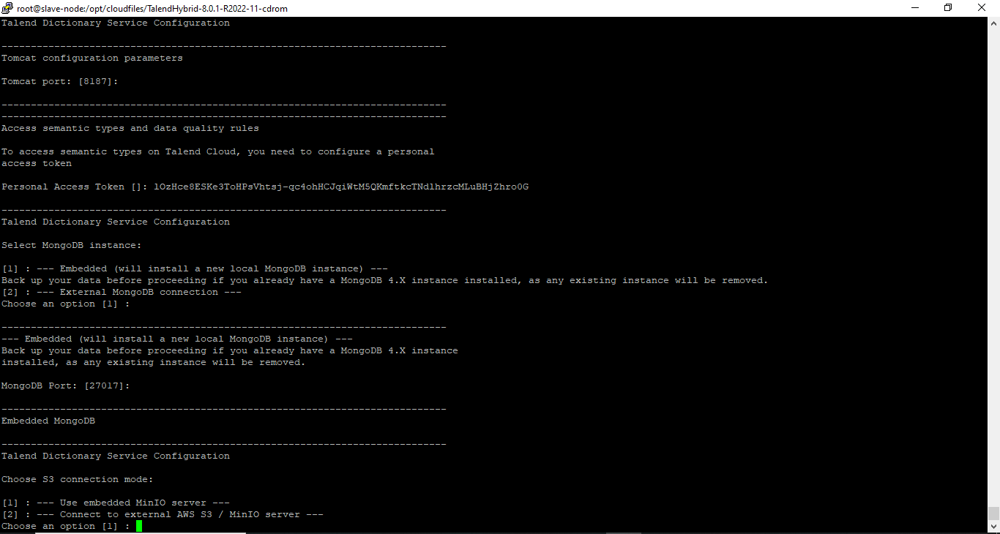 root@slave-node:/opt/cloudfiles/TalendHybrid-8.0.1-R2022-11-cdrom
Talend Dictionary Service Configuration
----------------------------------------------------------------------------
Tomcat configuration parameters
Tomcat port: [8187]:
----------------------------------------------------------------------------
----------------------------------------------------------------------------
Access semantic types and data quality rules
To access semantic types on Talend Cloud, you need to configure a personal
access token
Personal Access Token []: lOzHce8ESKe3ToHPsVhtsj-qc4ohHCJqiWtM5QKmftkcTNdlhrzcMLuBHjZhro0G
----------------------------------------------------------------------------
Talend Dictionary Service Configuration
Select MongoDB instance:
[1] : --- Embedded (will install a new local MongoDB instance) ---
Back up your data before proceeding if you already have a MongoDB 4.X instance installed, as any existing instance will be removed.
[2] : --- External MongoDB connection ---
Choose an option [1] :
----------------------------------------------------------------------------
--- Embedded (will install a new local MongoDB instance) ---
Back up your data before proceeding if you already have a MongoDB 4.X instance
installed, as any existing instance will be removed.
MongoDB Port: [27017]:
----------------------------------------------------------------------------
Embedded MongoDB
----------------------------------------------------------------------------
Talend Dictionary Service Configuration
Choose S3 connection mode:
[1] : --- Use embedded MinIO server ---
[2] : --- Connect to external AWS S3 / MinIO server ---
Choose an option [1] :